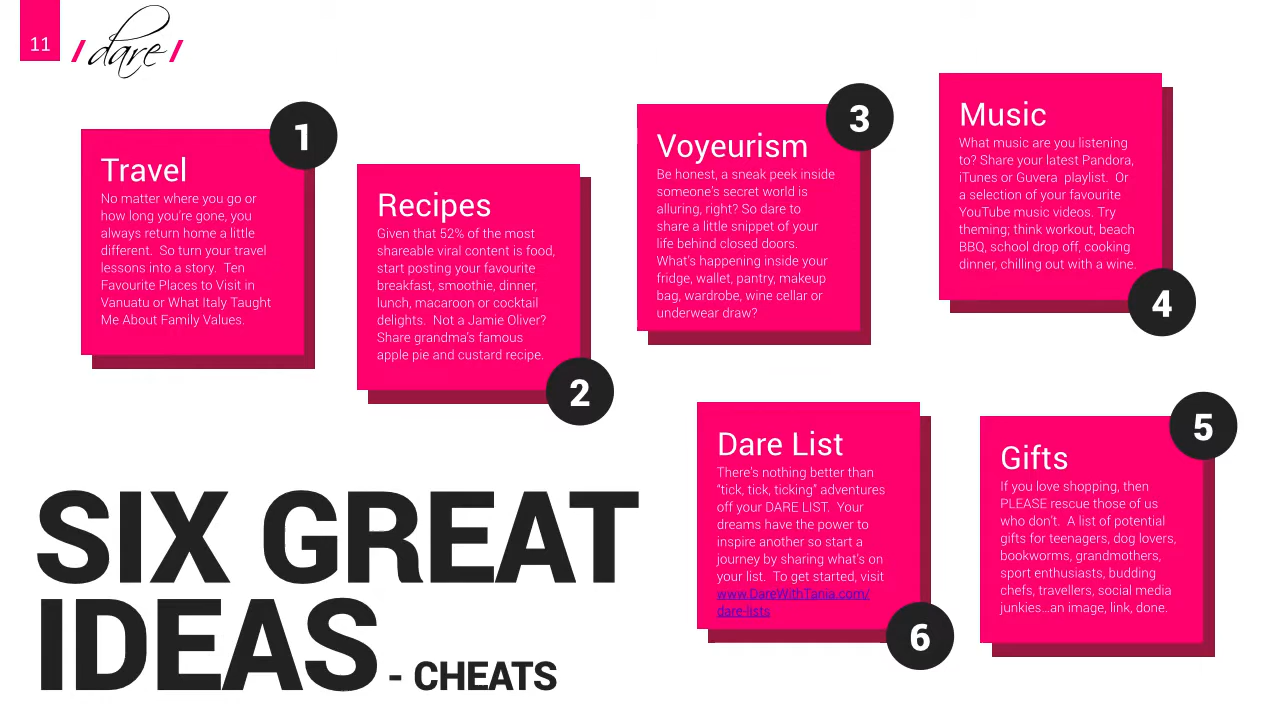 11
/dare/
1
Travel
No matter where you go or
how long you're gone, you
always return home a little
different. So turn your travel
lessons into a story. Ten
Favourite Places to Visit in
Vanuatu or What Italy Taught
Me About Family Values.
2
Recipes
Given that 52% of the most
shareable viral content is food,
start posting your favourite
breakfast, smoothie, dinner,
lunch, macaroon or cocktail
delights. Not a Jamie Oliver?
Share grandma's famous
apple pie and custard recipe.
3
Voyeurism
Be honest, a sneak peek inside
someone's secret world is
alluring, right? So dare to
share a little snippet of your
life behind closed doors.
What's happening inside your
fridge, wallet, pantry, makeup
bag, wardrobe, wine cellar or
underwear draw?
4
Music
What music are you listening
to? Share your latest Pandora,
iTunes or Guvera playlist. Or
a selection of your favourite
YouTube music videos. Try
theming; think workout, beach
BBQ, school drop off, cooking
dinner, chilling out with a wine.
5
Gifts
If you love shopping, then
PLEASE rescue those of us
who don't. A list of potential
gifts for teenagers, dog lovers,
bookworms, grandmothers,
sport enthusiasts, budding
chefs, travellers, social media
junkies…an image, link, done.
6
Dare List
There's nothing better than
"tick, tick, ticking" adventures
off your DARE LIST. Your
dreams have the power to
inspire another so start a
journey by sharing what's on
your list. To get started, visit
www.DareWithTania.com/
dare-lists
SIX GREAT
IDEAS - CHEATS